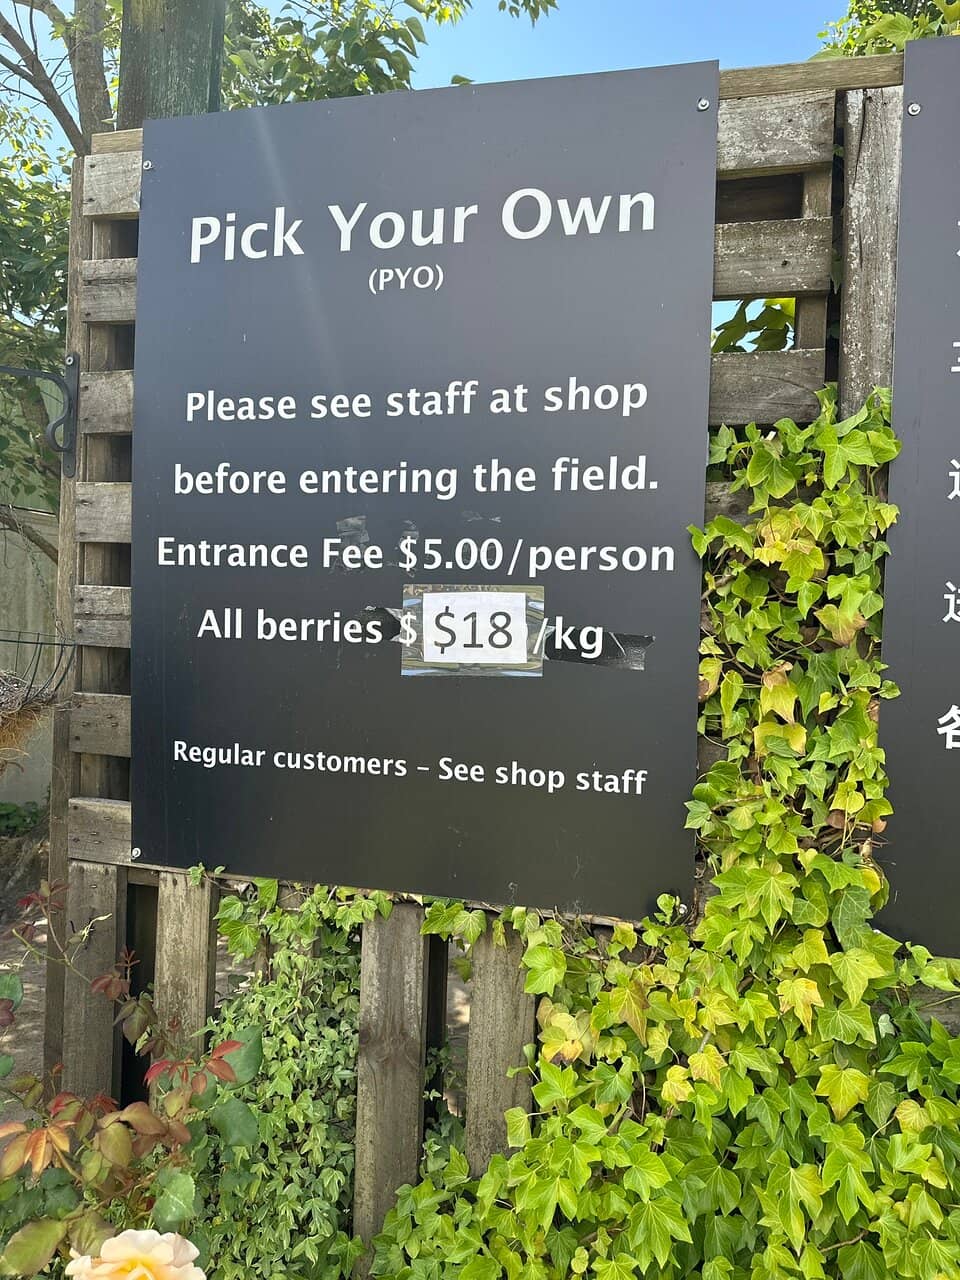 Pick Your Own
(PYO)
Please see staff at shop
before entering the field.
Entrance Fee $5.00/person
All berries $ $18 /kg
Regular customers – See shop staff
各